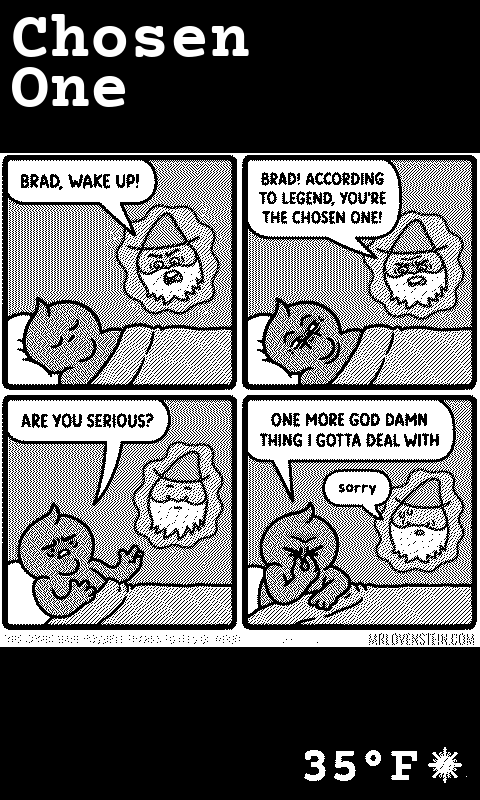 Chosen
One
BRAD, WAKE UP!
BRAD! ACCORDING
TO LEGEND, YOU'RE
THE CHOSEN ONE!
ARE YOU SERIOUS?
ONE MORE GOD DAMN
THING I GOTTA DEAL WITH
sorry
MRLOVENSTEIN.COM
35°F